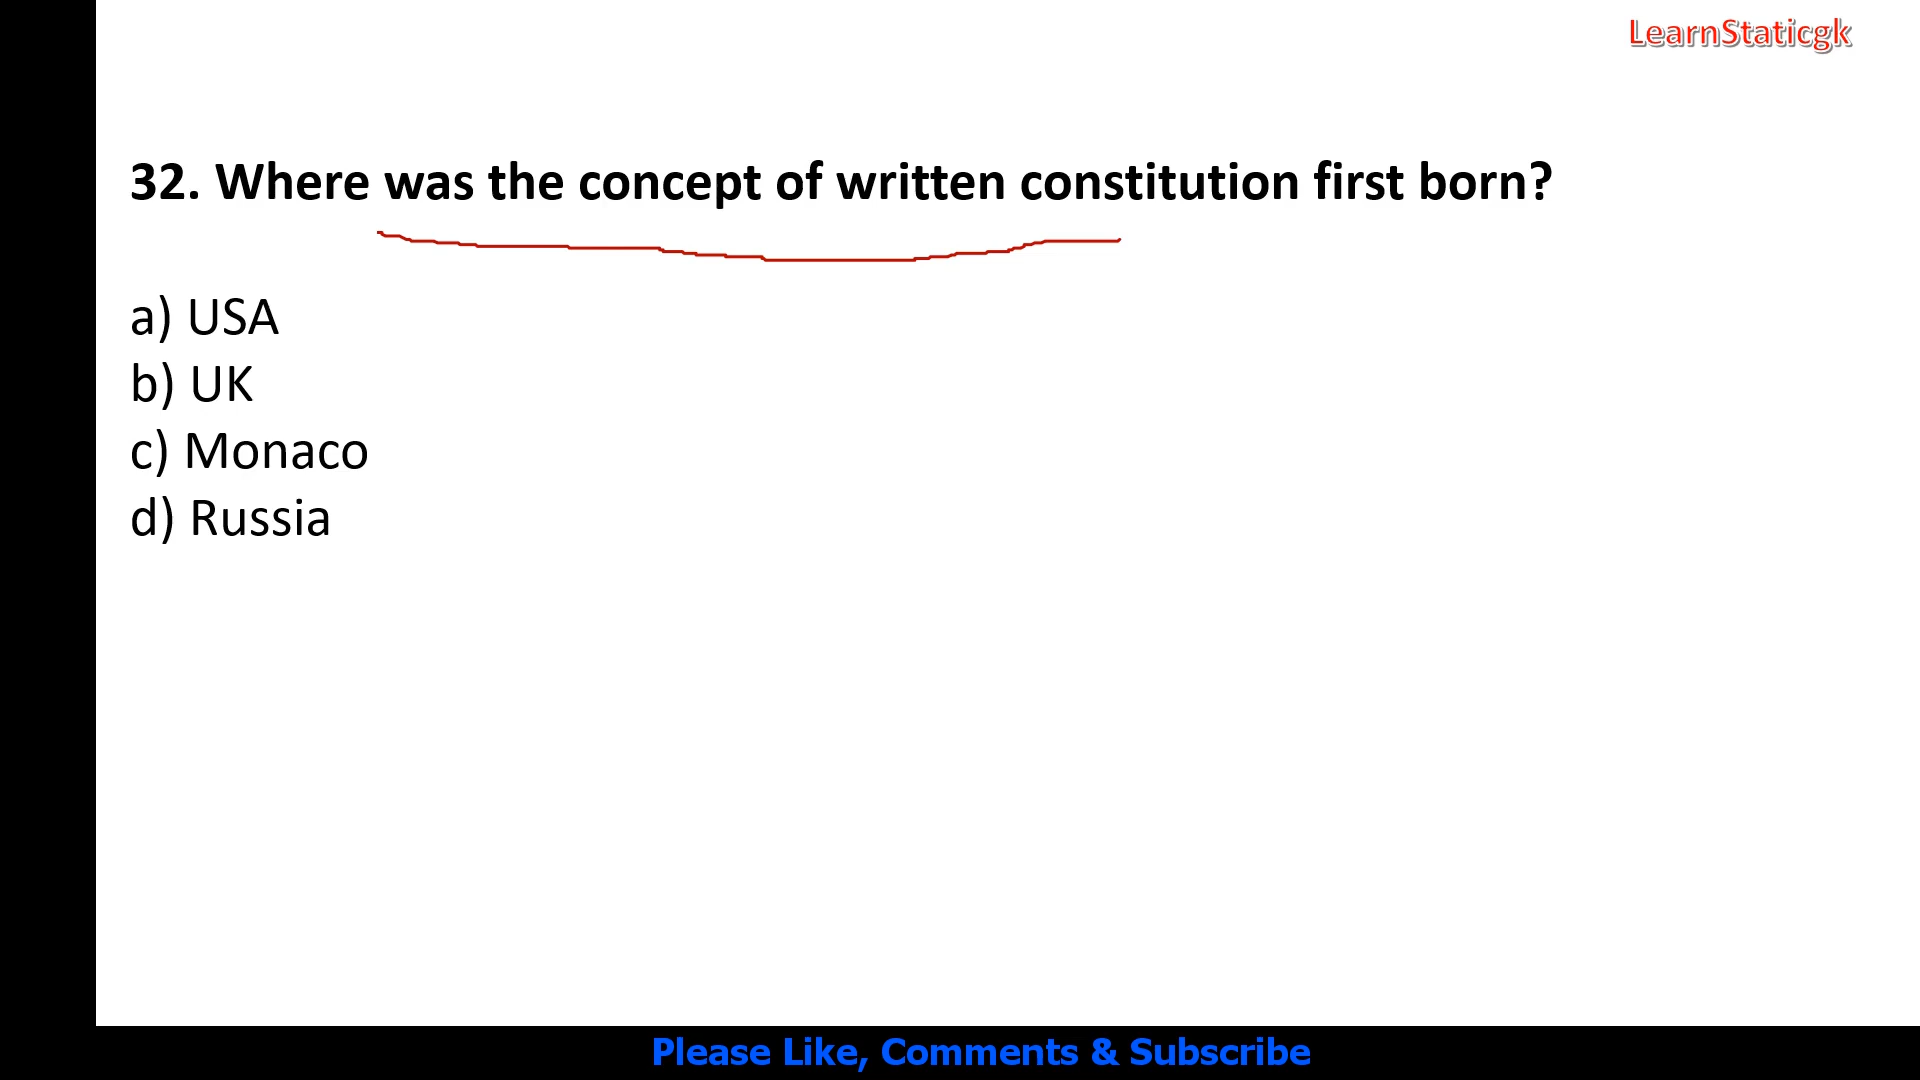 LearnStaticgk
32. Where was the concept of written constitution first born?
a) USA
b) UK
c) Monaco
d) Russia
Please Like, Comments & Subscribe